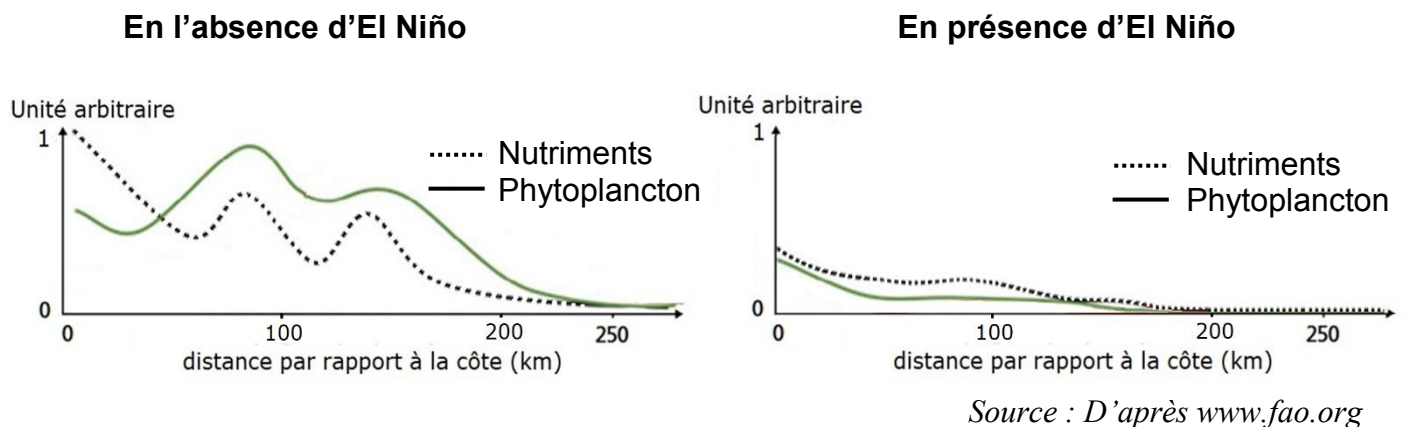 En l’absence d’El Niño
Unité arbitraire
1
Nutriments
Phytoplancton
0
0 100 200 250
distance par rapport à la côte (km)
En présence d’El Niño
Unité arbitraire
1
Nutriments
Phytoplancton
0
0 100 200 250
distance par rapport à la côte (km)
Source : D’après www.fao.org